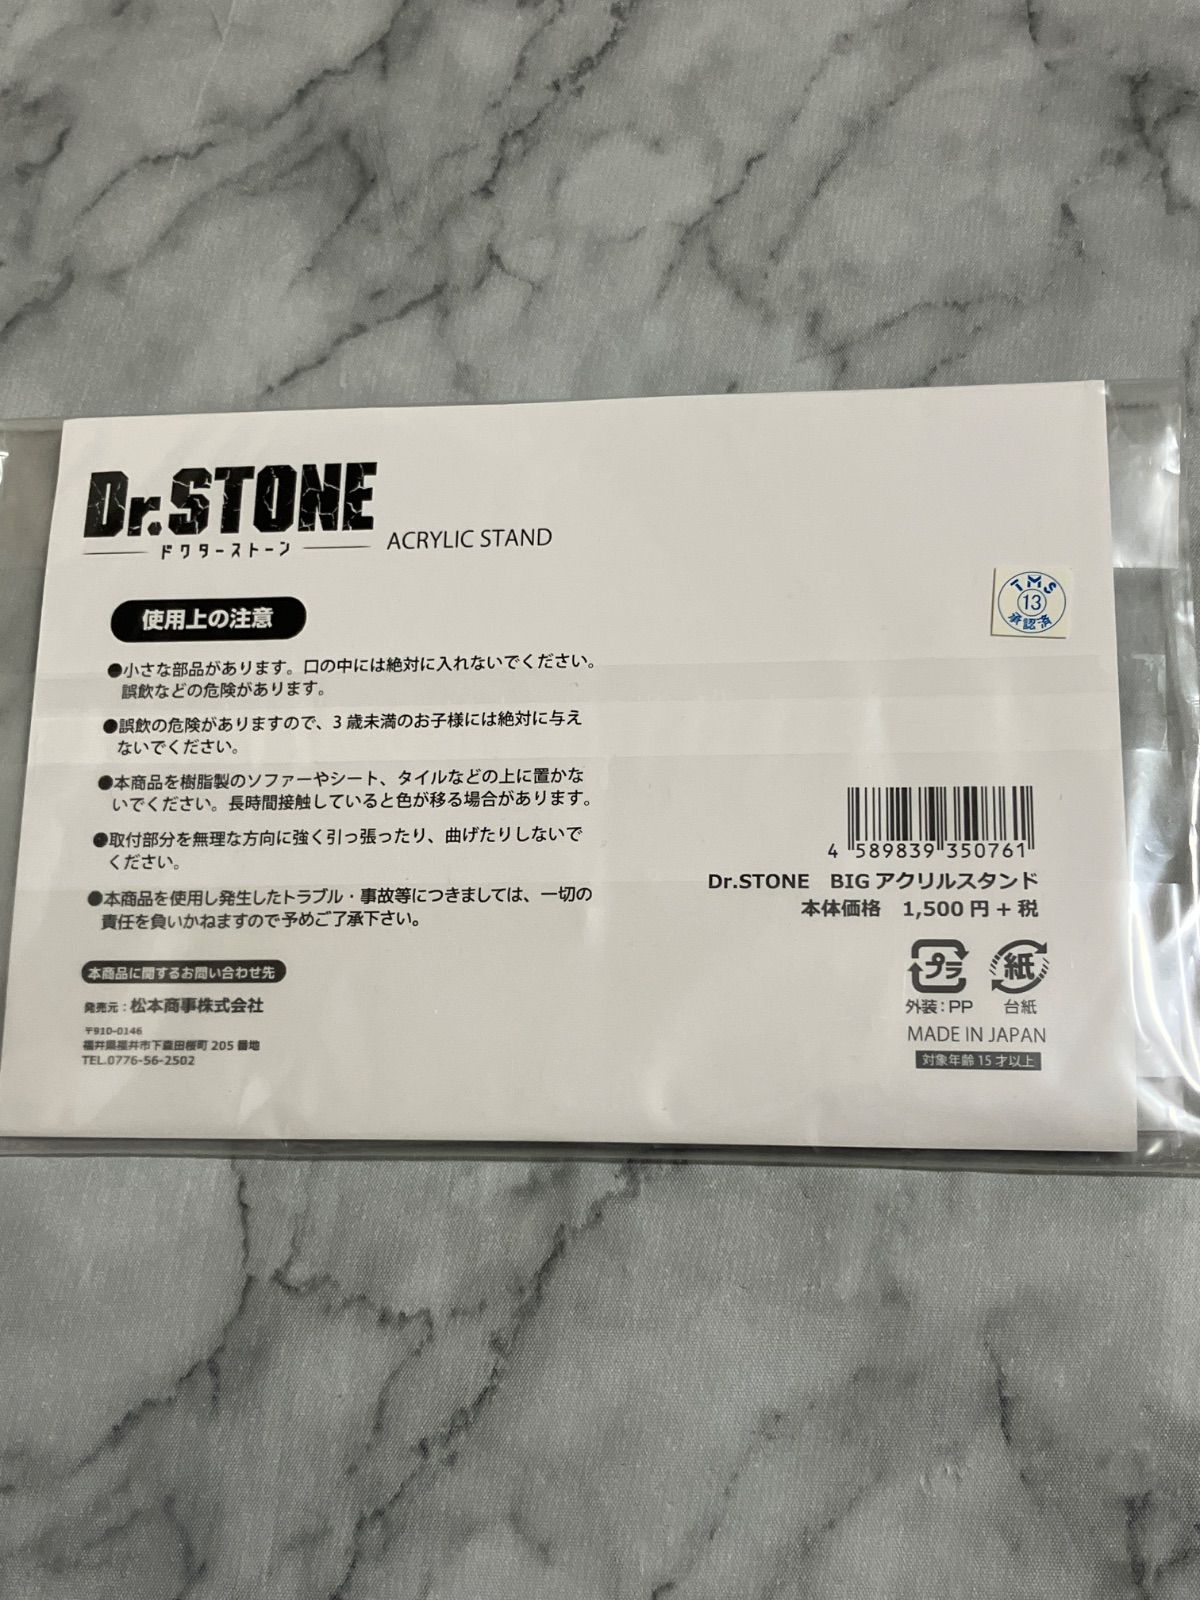 Dr.STONE
ドクターストーン
ACRYLIC STAND
使用上の注意
●小さな部品があります。口の中には絶対に入れないでください。
誤飲などの危険があります。
●誤飲の危険がありますので、3歳未満のお子様には絶対に与え
ないでください。
●本商品を樹脂製のソファーやシート、タイルなどの上に置かな
いでください。長時間接触していると色が移る場合があります。
●取付部分を無理な方向に強く引っ張ったり、曲げたりしないで
ください。
●本商品を使用し発生したトラブル・事故等につきましては、一切の
責任を負いかねますので予めご了承下さい。
本商品に関するお問い合わせ先
発売元：松本商事株式会社
〒910-0146
福井県福井市下森田桜町 205 番地
TEL.0776-56-2502
TMS
13
承認済
4 589839 350761
Dr.STONE BIG アクリルスタンド
本体価格 1,500 円 + 税
プラ
紙
外装：PP
台紙
MADE IN JAPAN
対象年齢 15 才以上